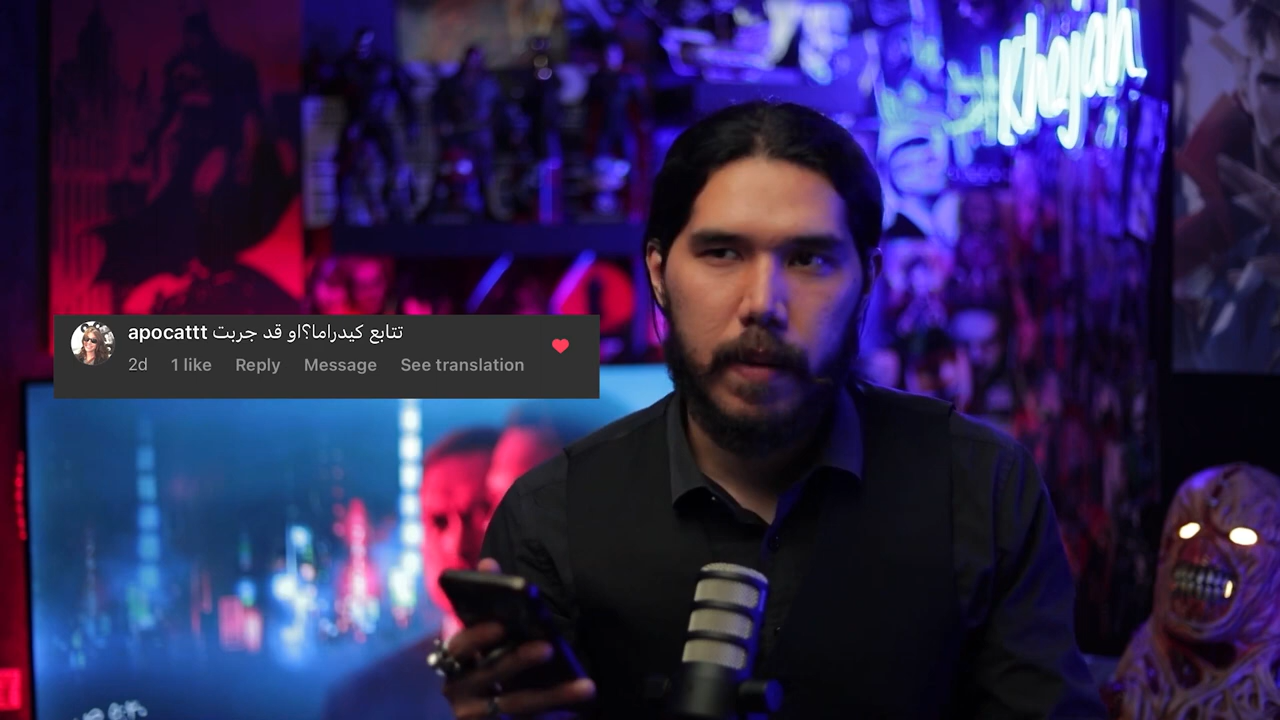 Khojah
apocattt تتابع كيدراما؟او قد جربت
2d 1 like Reply Message See translation